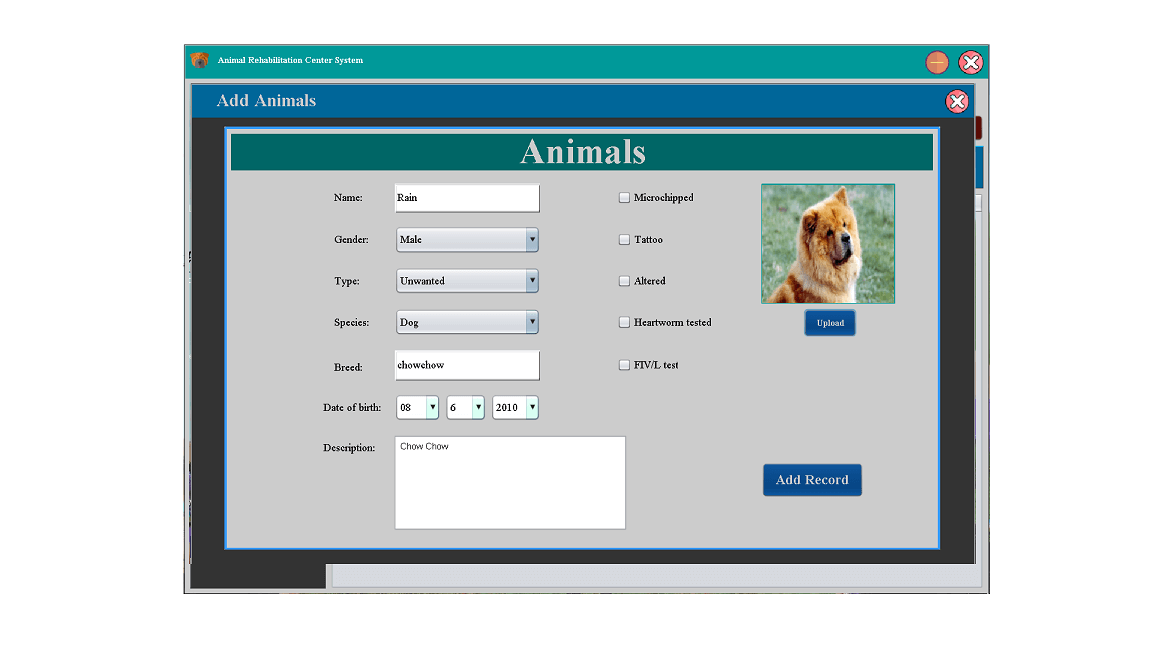 Animal Rehabilitation Center System
Add Animals
Animals
Name: Rain
Microchipped
Gender: Male
Tattoo
Type: Unwanted
Altered
Species: Dog
Heartworm tested
Upload
Breed: chowchow
FIV/L test
Date of birth: 08 6 2010
Description: Chow Chow
Add Record